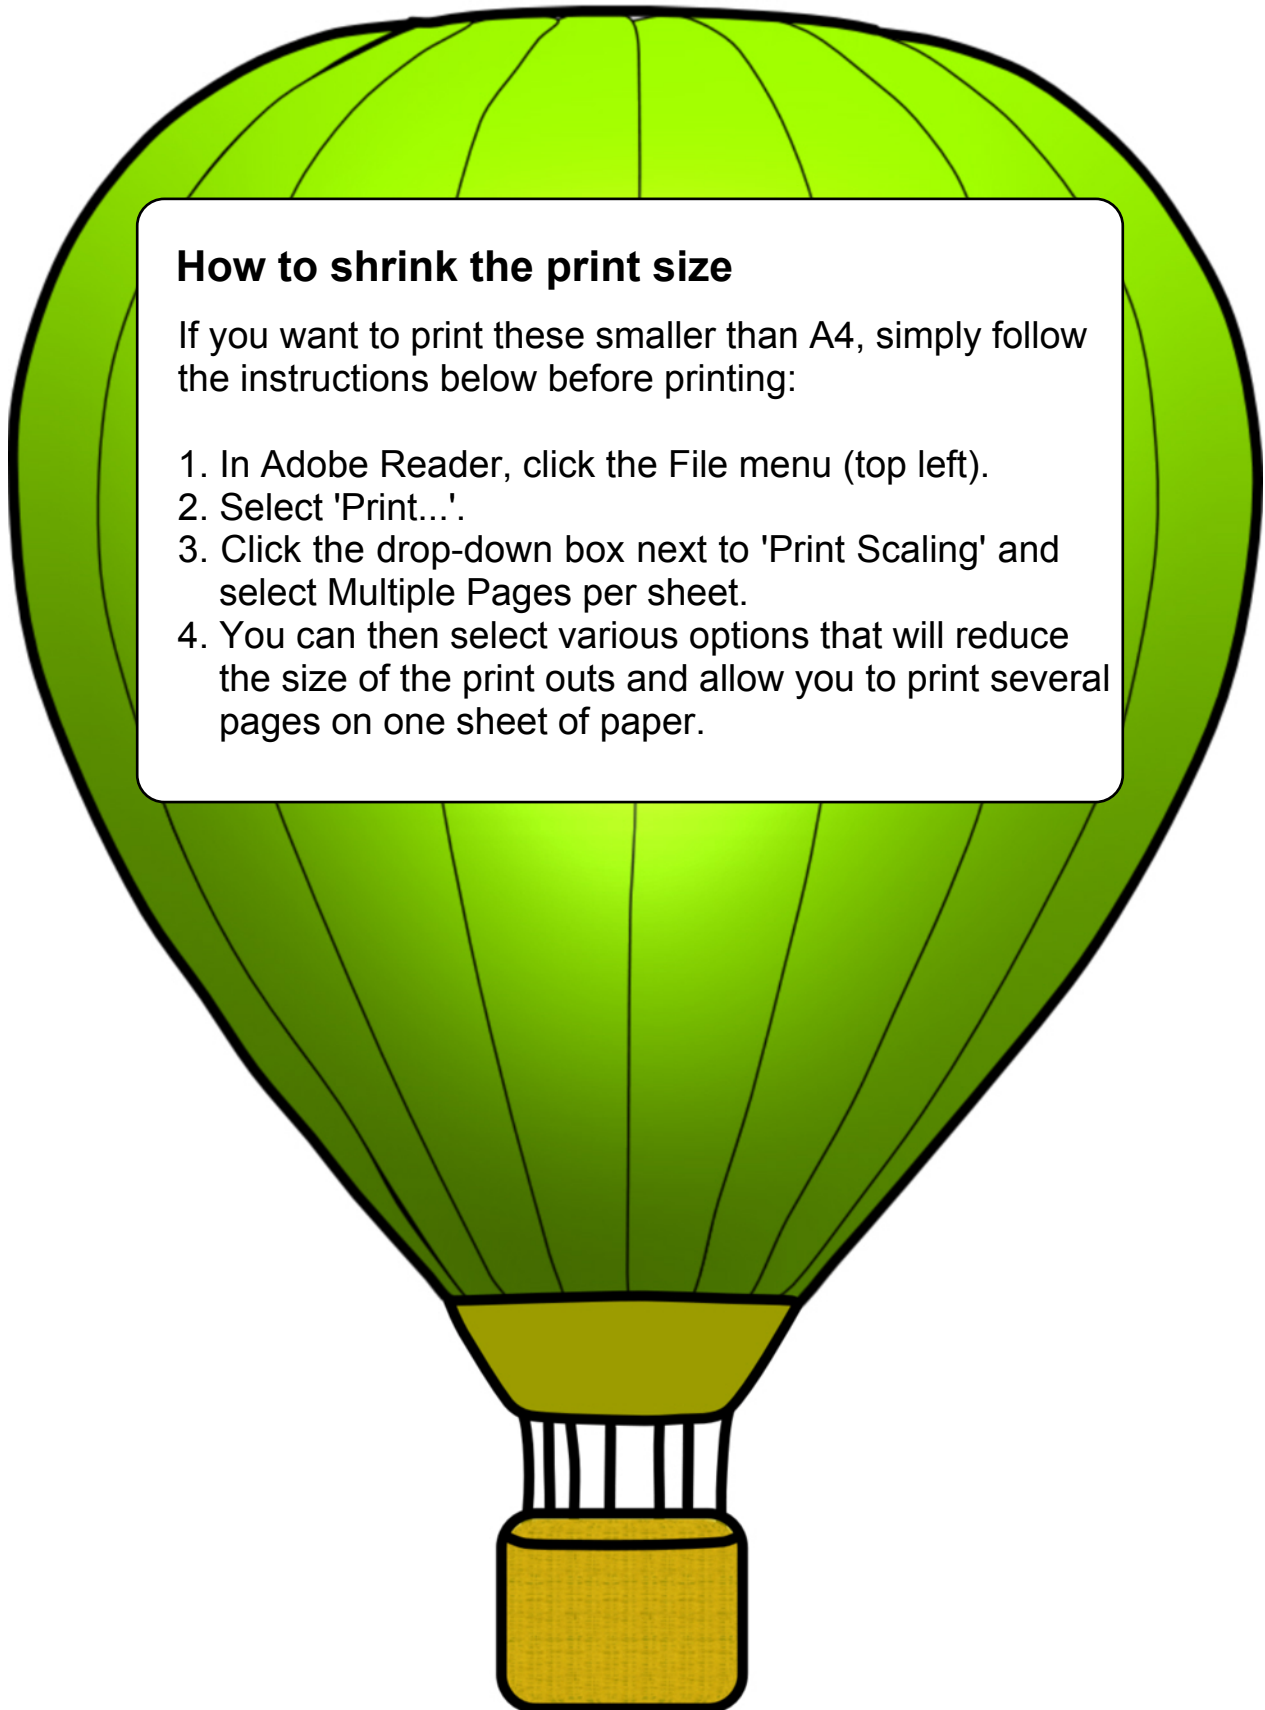 How to shrink the print size
If you want to print these smaller than A4, simply follow
the instructions below before printing:
1. In Adobe Reader, click the File menu (top left).
2. Select 'Print...'.
3. Click the drop-down box next to 'Print Scaling' and
select Multiple Pages per sheet.
4. You can then select various options that will reduce
the size of the print outs and allow you to print several
pages on one sheet of paper.